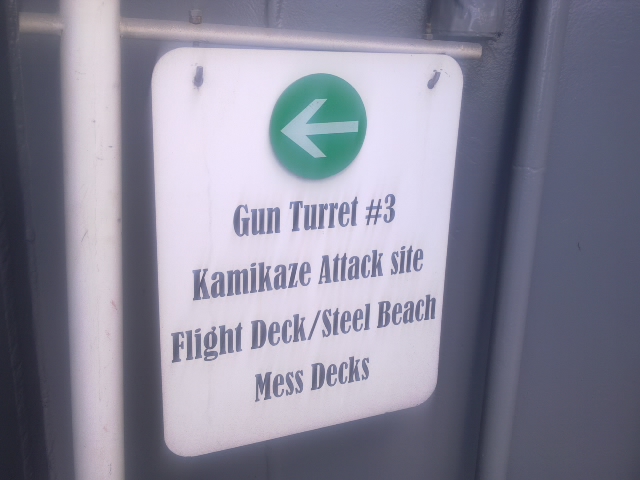 Gun Turret #3
Kamikaze Attack site
Flight Deck/Steel Beach
Mess Decks